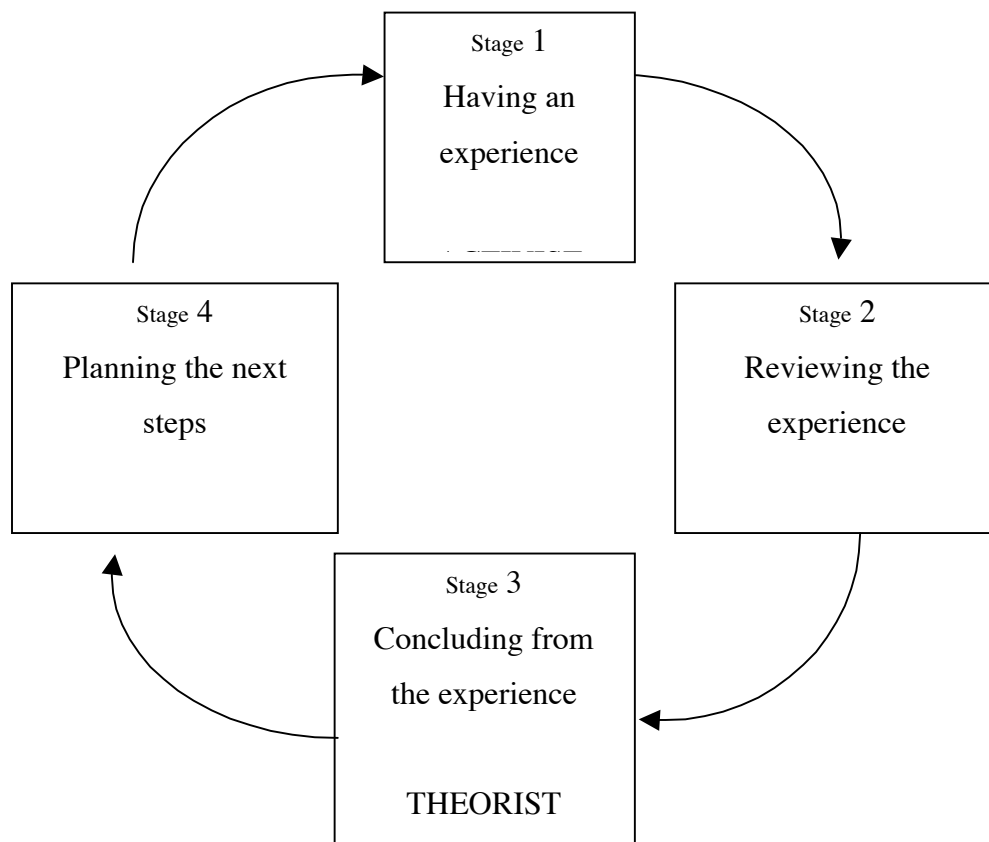 Stage 1
Having an
experience
Stage 4
Planning the next
steps
Stage 2
Reviewing the
experience
Stage 3
Concluding from
the experience
THEORIST